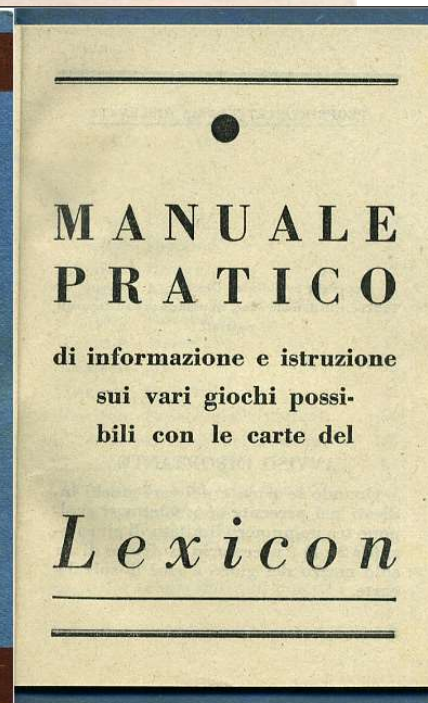 MANUALE
PRATICO
di informazione e istruzione
sui vari giochi possi-
bili con le carte del
Lexicon